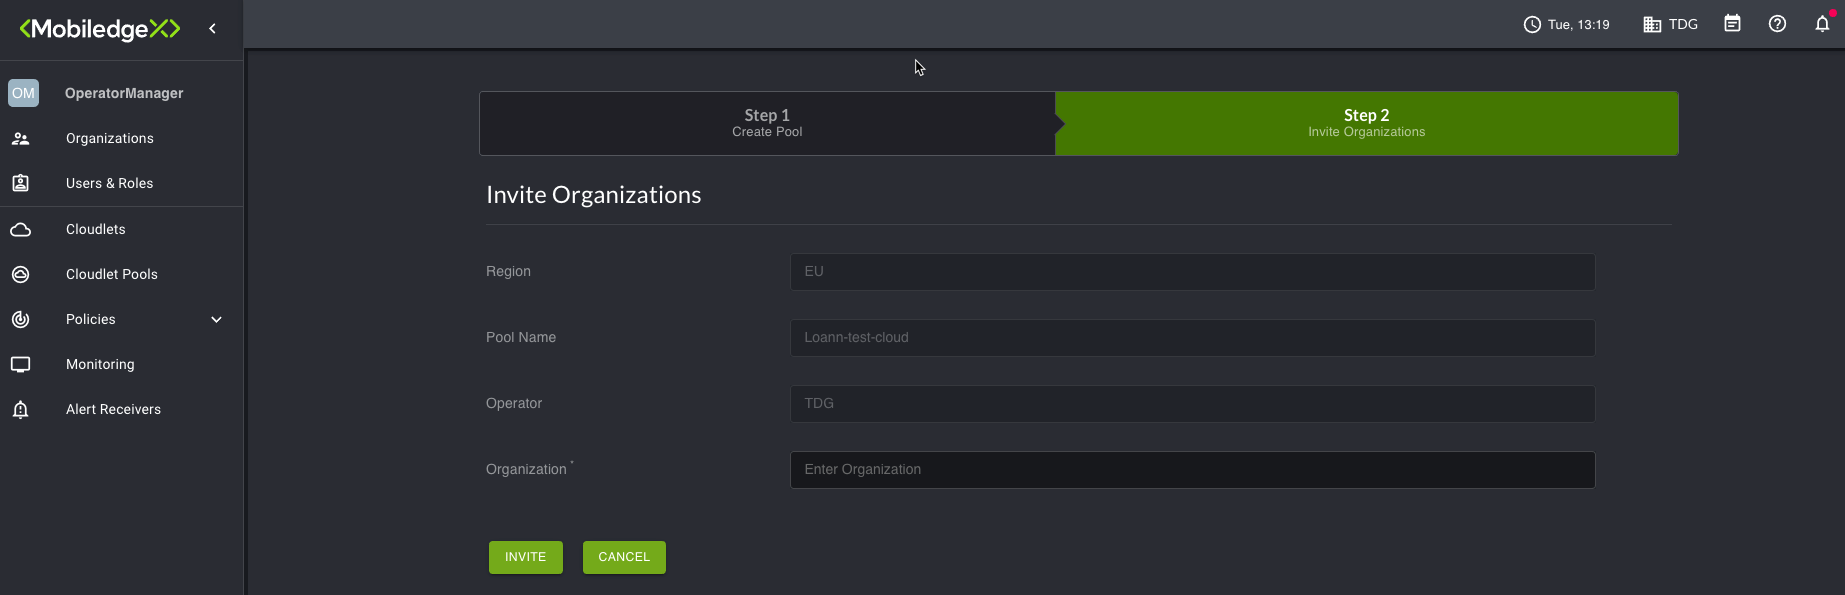 <MobiledgeX>
Tue, 13:19
TDG
OM
OperatorManager
Organizations
Users & Roles
Cloudlets
Cloudlet Pools
Policies
Monitoring
Alert Receivers
Step 1
Create Pool
Step 2
Invite Organizations
Invite Organizations
Region
EU
Pool Name
Loann-test-cloud
Operator
TDG
Organization *
Enter Organization
INVITE
CANCEL